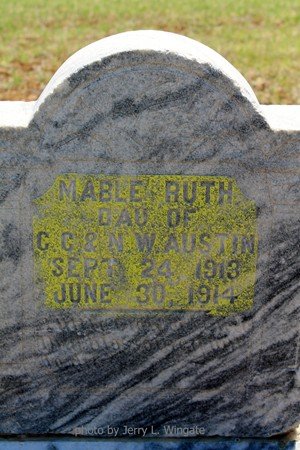 MABLE RUTH
DAU OF
C. C. & N. W. AUSTIN
SEPT. 24, 1913
JUNE 30, 1914
photo by Jerry L. Wingate